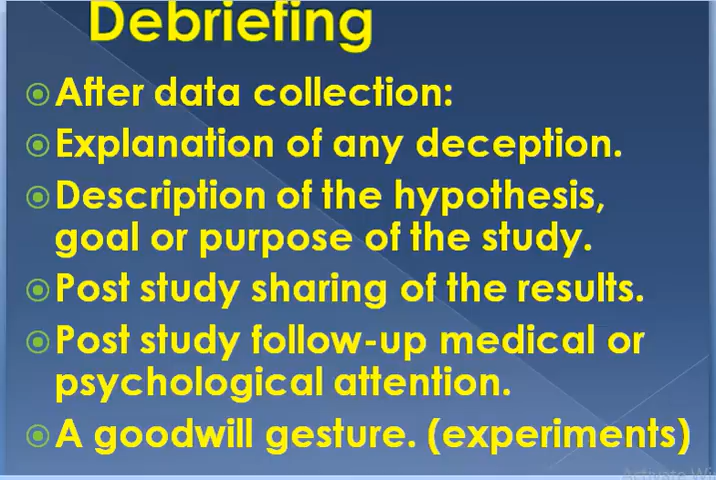 Debriefing
After data collection:
Explanation of any deception.
Description of the hypothesis,
goal or purpose of the study.
Post study sharing of the results.
Post study follow-up medical or
psychological attention.
A goodwill gesture. (experiments)